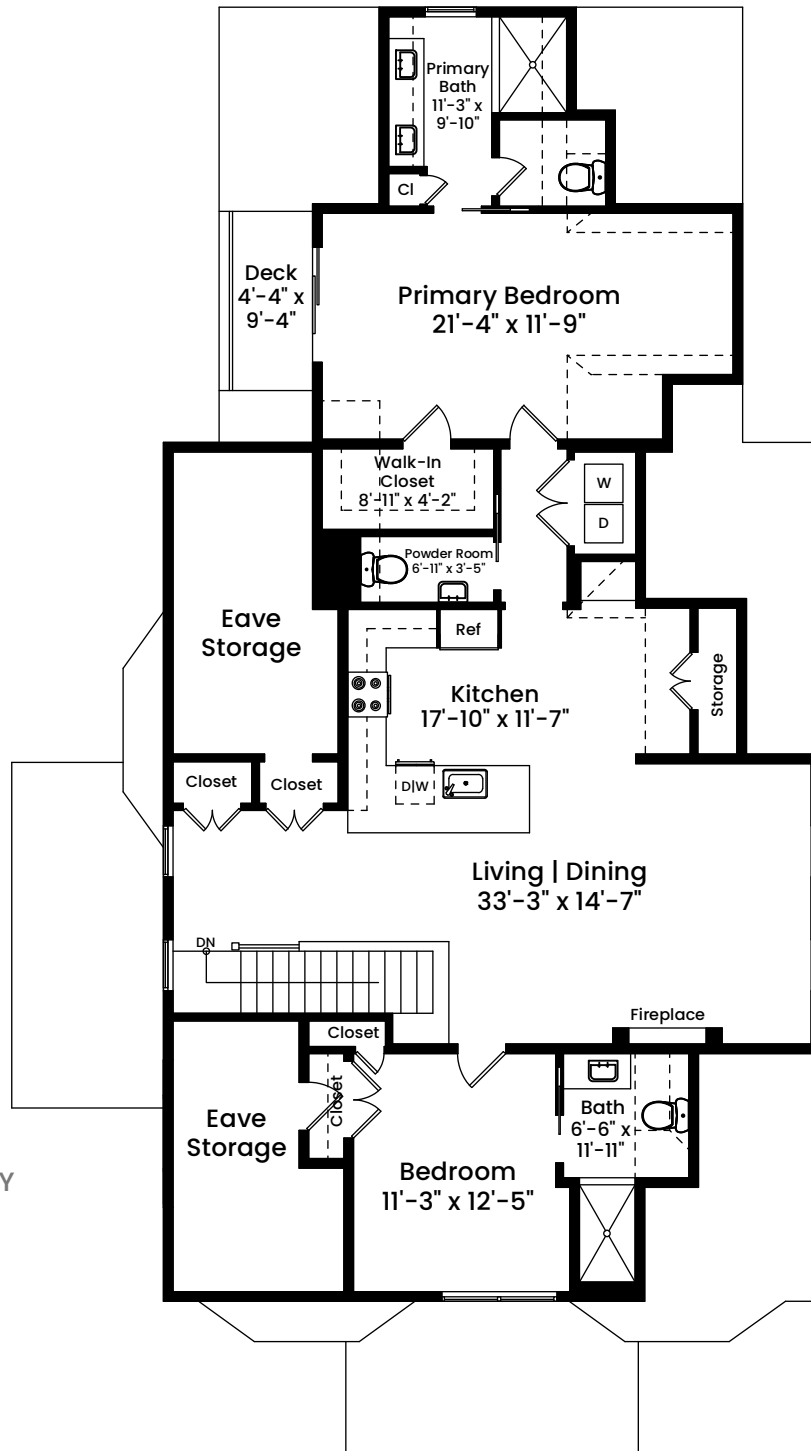 Primary
Bath
11'-3" x
9'-10"
Cl
Deck
4'-4" x
9'-4"
Primary Bedroom
21'-4" x 11'-9"
Walk-In
Closet
8'-11" x 4'-2"
W
D
Powder Room
6'-11" x 3'-5"
Eave
Storage
Ref
Kitchen
17'-10" x 11'-7"
Storage
Closet
Closet
D|W
Living | Dining
33'-3" x 14'-7"
DN
Fireplace
Closet
Closet
Eave
Storage
Bath
6'-6" x
11'-11"
Bedroom
11'-3" x 12'-5"
Y